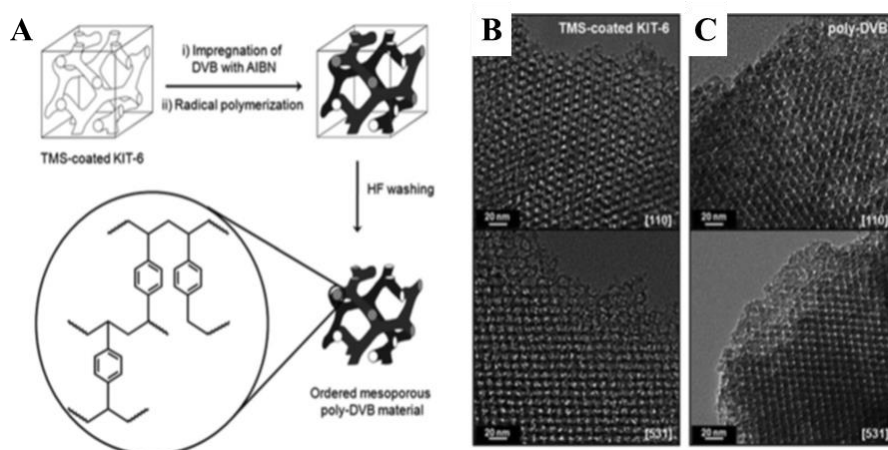 A
i) Impregnation of
DVB with AIBN
ii) Radical polymerization
TMS-coated KIT-6
HF washing
Ordered mesoporous
poly-DVB material
B
TMS-coated KIT-6
20 nm
[110]
20 nm
[531]
C
poly-DVB
20 nm
[110]
20 nm
[531]